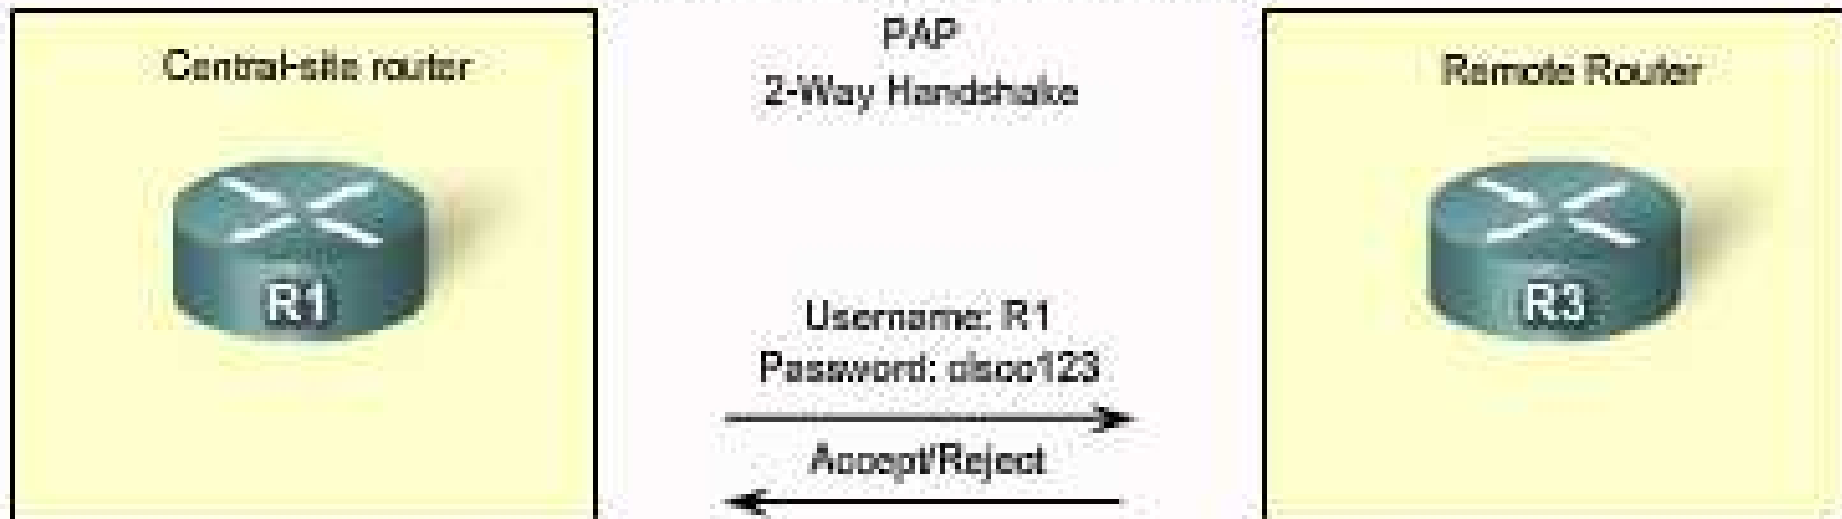 Central-site router
R1
PAP
2-Way Handshake
Username: R1
Password: cisco123
Accept/Reject
Remote Router
R3